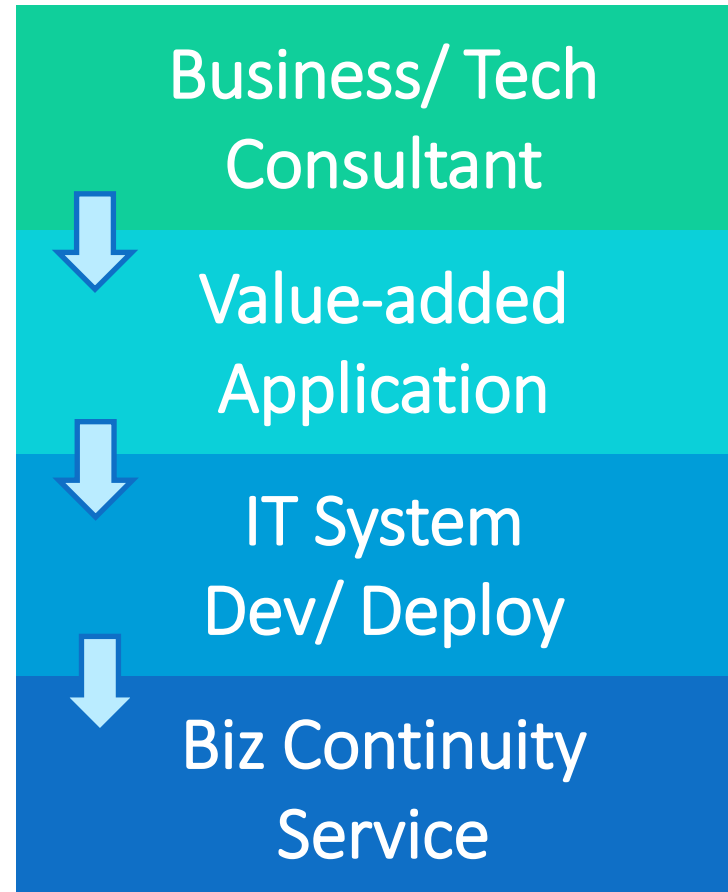 Business/ Tech
Consultant
Value-added
Application
IT System
Dev/ Deploy
Biz Continuity
Service